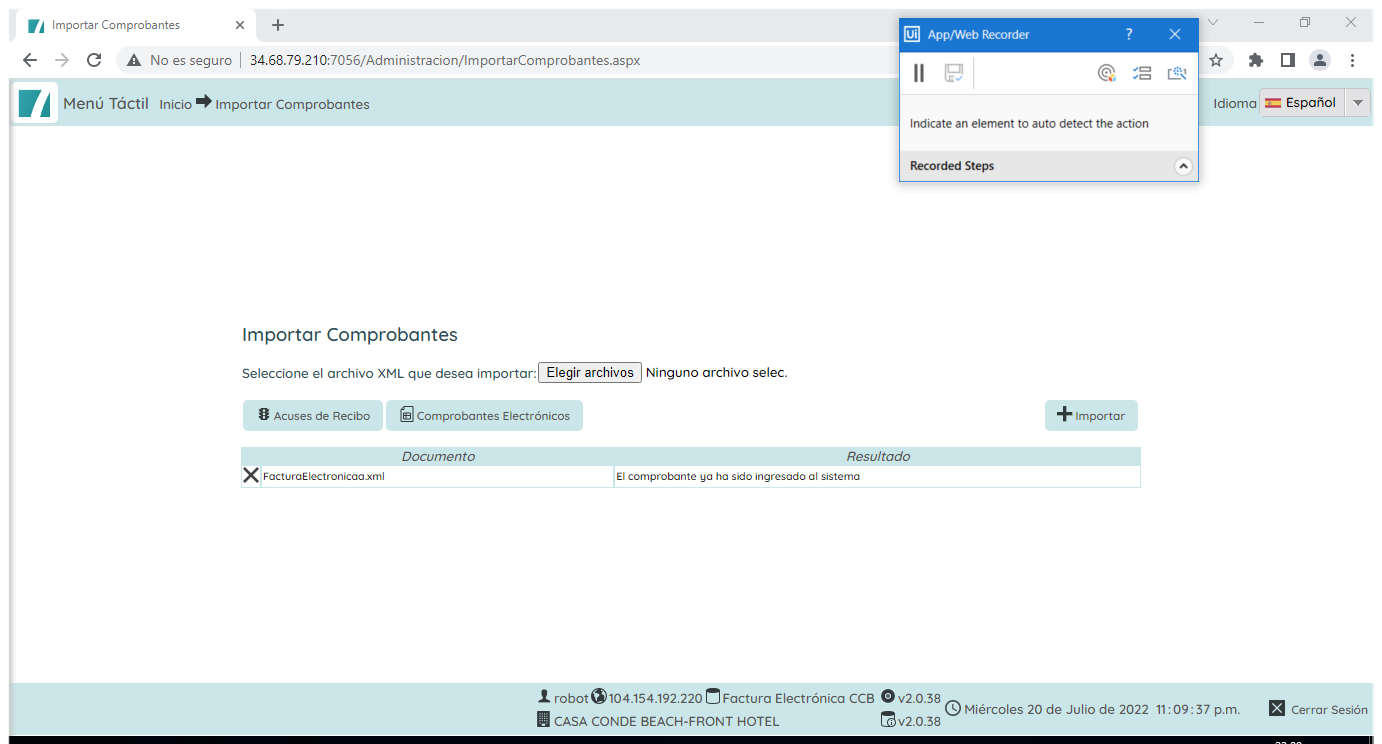 Importar Comprobantes
App/Web Recorder ?
No es seguro 34.68.79.210:7056/Administracion/ImportarComprobantes.aspx
Menú Táctil Inicio Importar Comprobantes
Idioma Español
Indicate an element to auto detect the action
Recorded Steps
Importar Comprobantes
Seleccione el archivo XML que desea importar: Elegir archivos Ninguno archivo selec.
Acuses de Recibo Comprobantes Electrónicos Importar
Documento Resultado
FacturaElectronicaa.xml El comprobante ya ha sido ingresado al sistema
robot 104.154.192.220 Factura Electrónica CCB v2.0.38
CASA CONDE BEACH-FRONT HOTEL v2.0.38
Miércoles 20 de Julio de 2022 11:09:37 p.m. Cerrar Sesión